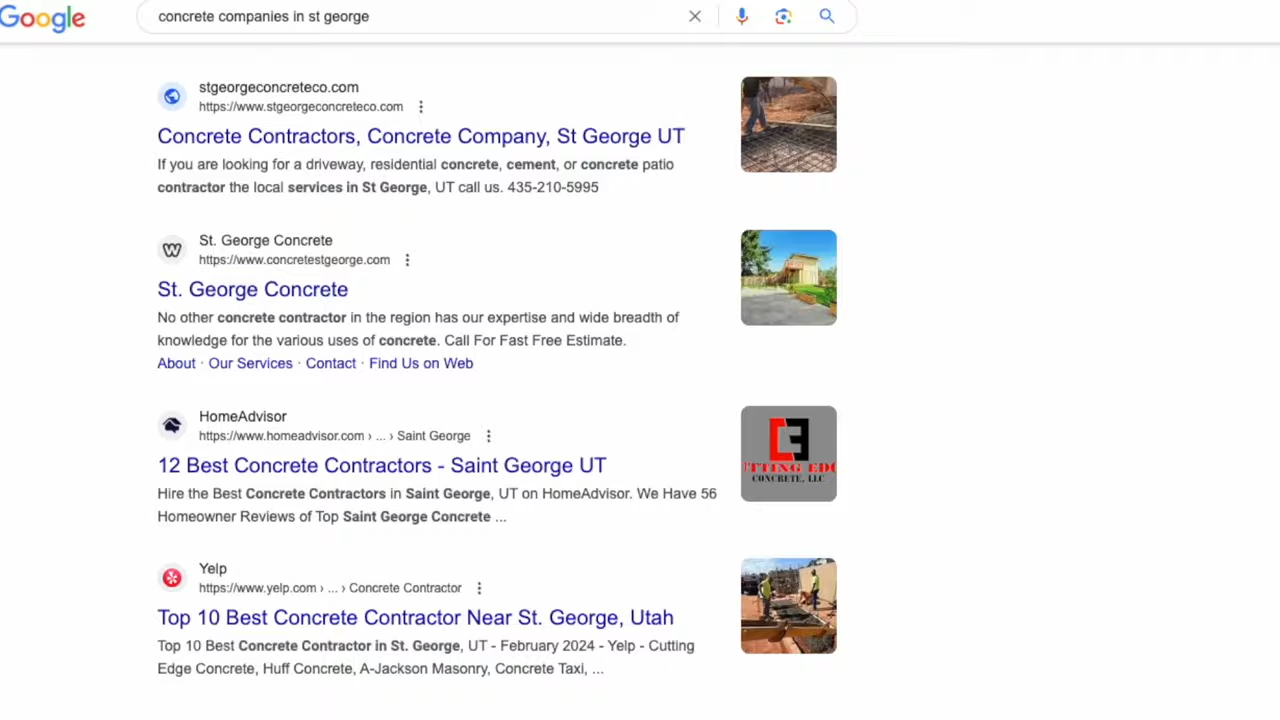 Google
concrete companies in st george
stgeorgeconcreteco.com
https://www.stgeorgeconcreteco.com
Concrete Contractors, Concrete Company, St George UT
If you are looking for a driveway, residential concrete, cement, or concrete patio
contractor the local services in St George, UT call us. 435-210-5995
St. George Concrete
https://www.concretestgeorge.com
St. George Concrete
No other concrete contractor in the region has our expertise and wide breadth of
knowledge for the various uses of concrete. Call For Fast Free Estimate.
About · Our Services · Contact · Find Us on Web
HomeAdvisor
https://www.homeadvisor.com › ... › Saint George
12 Best Concrete Contractors - Saint George UT
Hire the Best Concrete Contractors in Saint George, UT on HomeAdvisor. We Have 56
Homeowner Reviews of Top Saint George Concrete ...
TTING EDG
CONCRETE, LLC
Yelp
https://www.yelp.com › ... › Concrete Contractor
Top 10 Best Concrete Contractor Near St. George, Utah
Top 10 Best Concrete Contractor in St. George, UT - February 2024 - Yelp - Cutting
Edge Concrete, Huff Concrete, A-Jackson Masonry, Concrete Taxi, ...